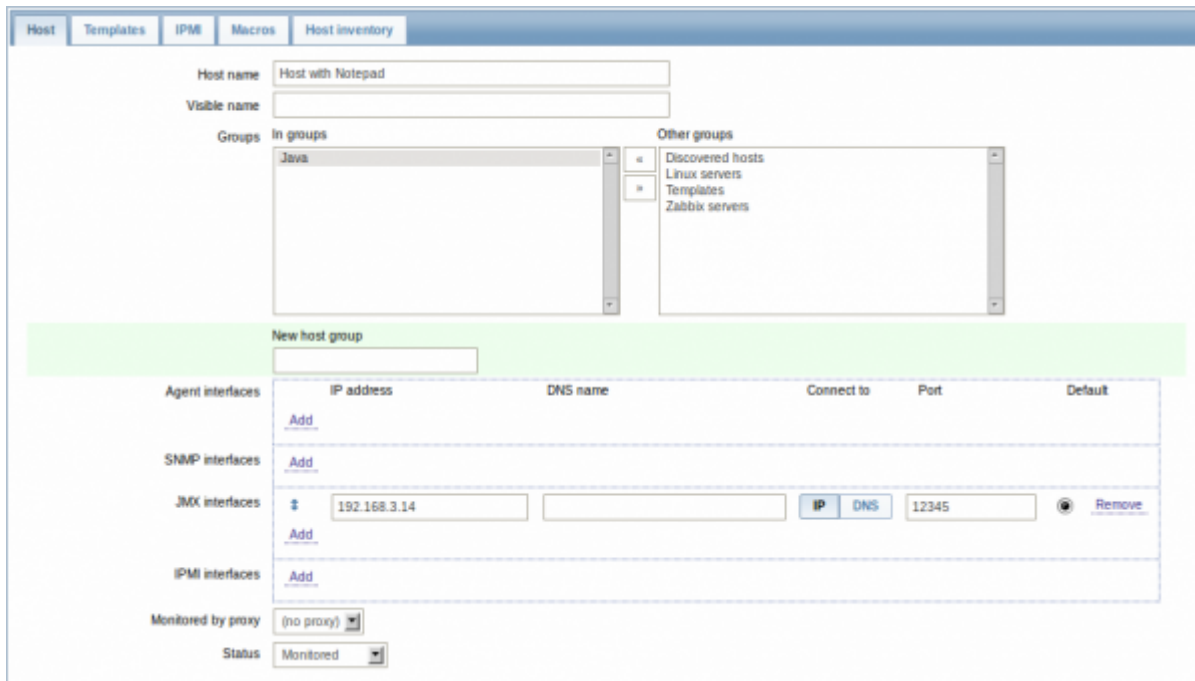 Host Templates IPMI Macros Host inventory
Host name Host with Notepad
Visible name
Groups In groups Other groups
Java « Discovered hosts
Linux servers
» Templates
Zabbix servers
New host group
Agent interfaces IP address DNS name Connect to Port Default
Add
SNMP interfaces Add
JMX interfaces 192.168.3.14 IP DNS 12345 Remove
Add
IPMI interfaces Add
Monitored by proxy (no proxy)
Status Monitored